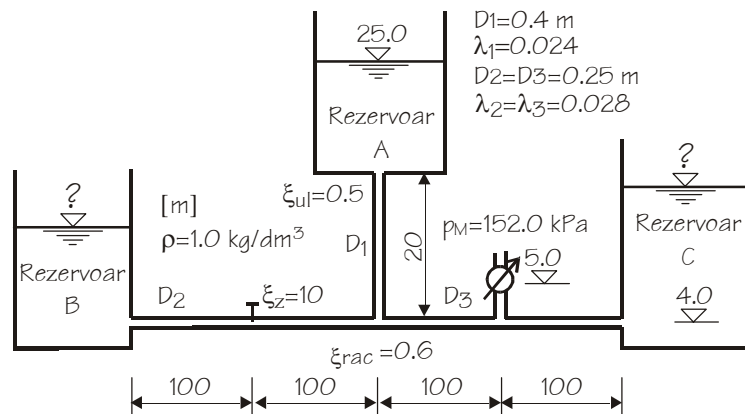 25.0
D1=0.4 m
λ1=0.024
D2=D3=0.25 m
λ2=λ3=0.028
Rezervoar
A
?
?
[m]
ρ=1.0 kg/dm³
ξul=0.5
D1
20
pM=152.0 kPa
5.0
Rezervoar
C
4.0
Rezervoar
B
D2
ξz=10
D3
ξrac=0.6
100
100
100
100